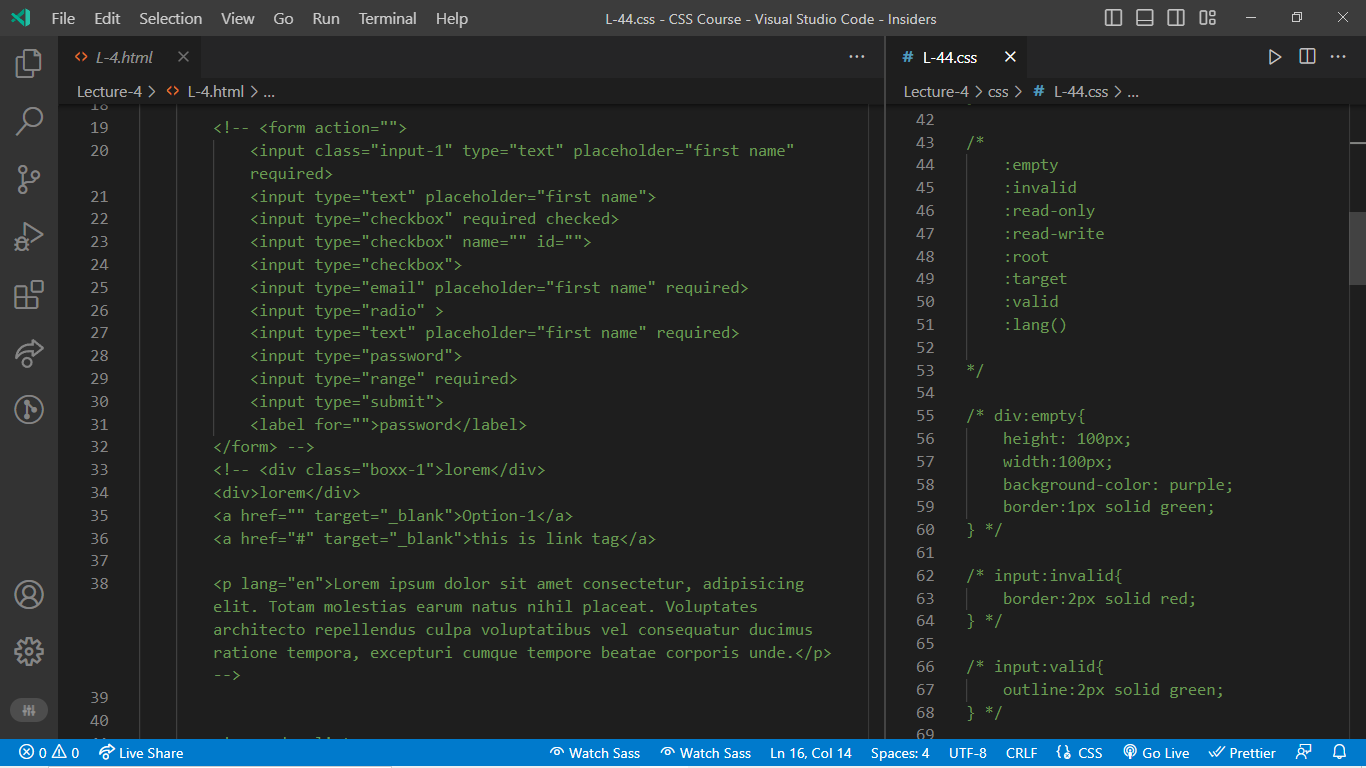 File Edit Selection View Go Run Terminal Help L-44.css - CSS Course - Visual Studio Code - Insiders
<> L-4.html × ···
Lecture-4 > <> L-4.html > ...
18
19 <!-- <form action="">
20 <input class="input-1" type="text" placeholder="first name"
required>
21 <input type="text" placeholder="first name">
22 <input type="checkbox" required checked>
23 <input type="checkbox" name="" id="">
24 <input type="checkbox">
25 <input type="email" placeholder="first name" required>
26 <input type="radio" >
27 <input type="text" placeholder="first name" required>
28 <input type="password">
29 <input type="range" required>
30 <input type="submit">
31 <label for="">password</label>
32 </form> -->
33 <!-- <div class="boxx-1">lorem</div>
34 <div>lorem</div>
35 <a href="" target="_blank">Option-1</a>
36 <a href="#" target="_blank">this is link tag</a>
37
38 <p lang="en">Lorem ipsum dolor sit amet consectetur, adipisicing
elit. Totam molestias earum natus nihil placeat. Voluptates
architecto repellendus culpa voluptatibus vel consequatur ducimus
ratione tempora, excepturi cumque tempore beatae corporis unde.</p>
-->
39
40
# L-44.css × ···
Lecture-4 > css > # L-44.css > ...
42
43 /*
44 :empty
45 :invalid
46 :read-only
47 :read-write
48 :root
49 :target
50 :valid
51 :lang()
52
53 */
54
55 /* div:empty{
56 height: 100px;
57 width:100px;
58 background-color: purple;
59 border:1px solid green;
60 } */
61
62 /* input:invalid{
63 border:2px solid red;
64 } */
65
66 /* input:valid{
67 outline:2px solid green;
68 } */
69
0 0 Live Share Watch Sass Watch Sass Ln 16, Col 14 Spaces: 4 UTF-8 CRLF {} CSS Go Live Prettier